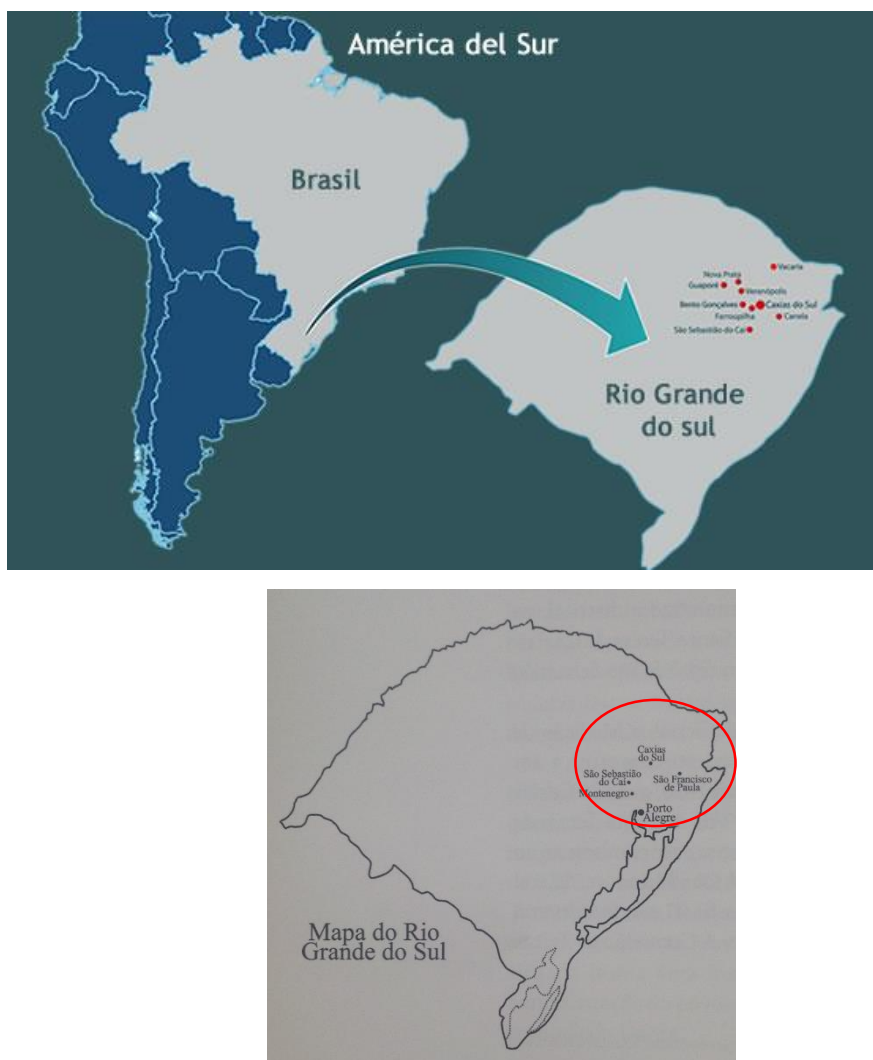 América del Sur
Brasil
Vacaria
Nova Prata
Guaporé
Veranópolis
Bento Gonçalves
Caxias do Sul
Farroupilha
Canela
São Sebastião do Caí
Rio Grande
do sul
Caxias
do Sul
São Sebastião
do Caí
São Francisco
de Paula
Montenegro
Porto
Alegre
Mapa do Rio
Grande do Sul